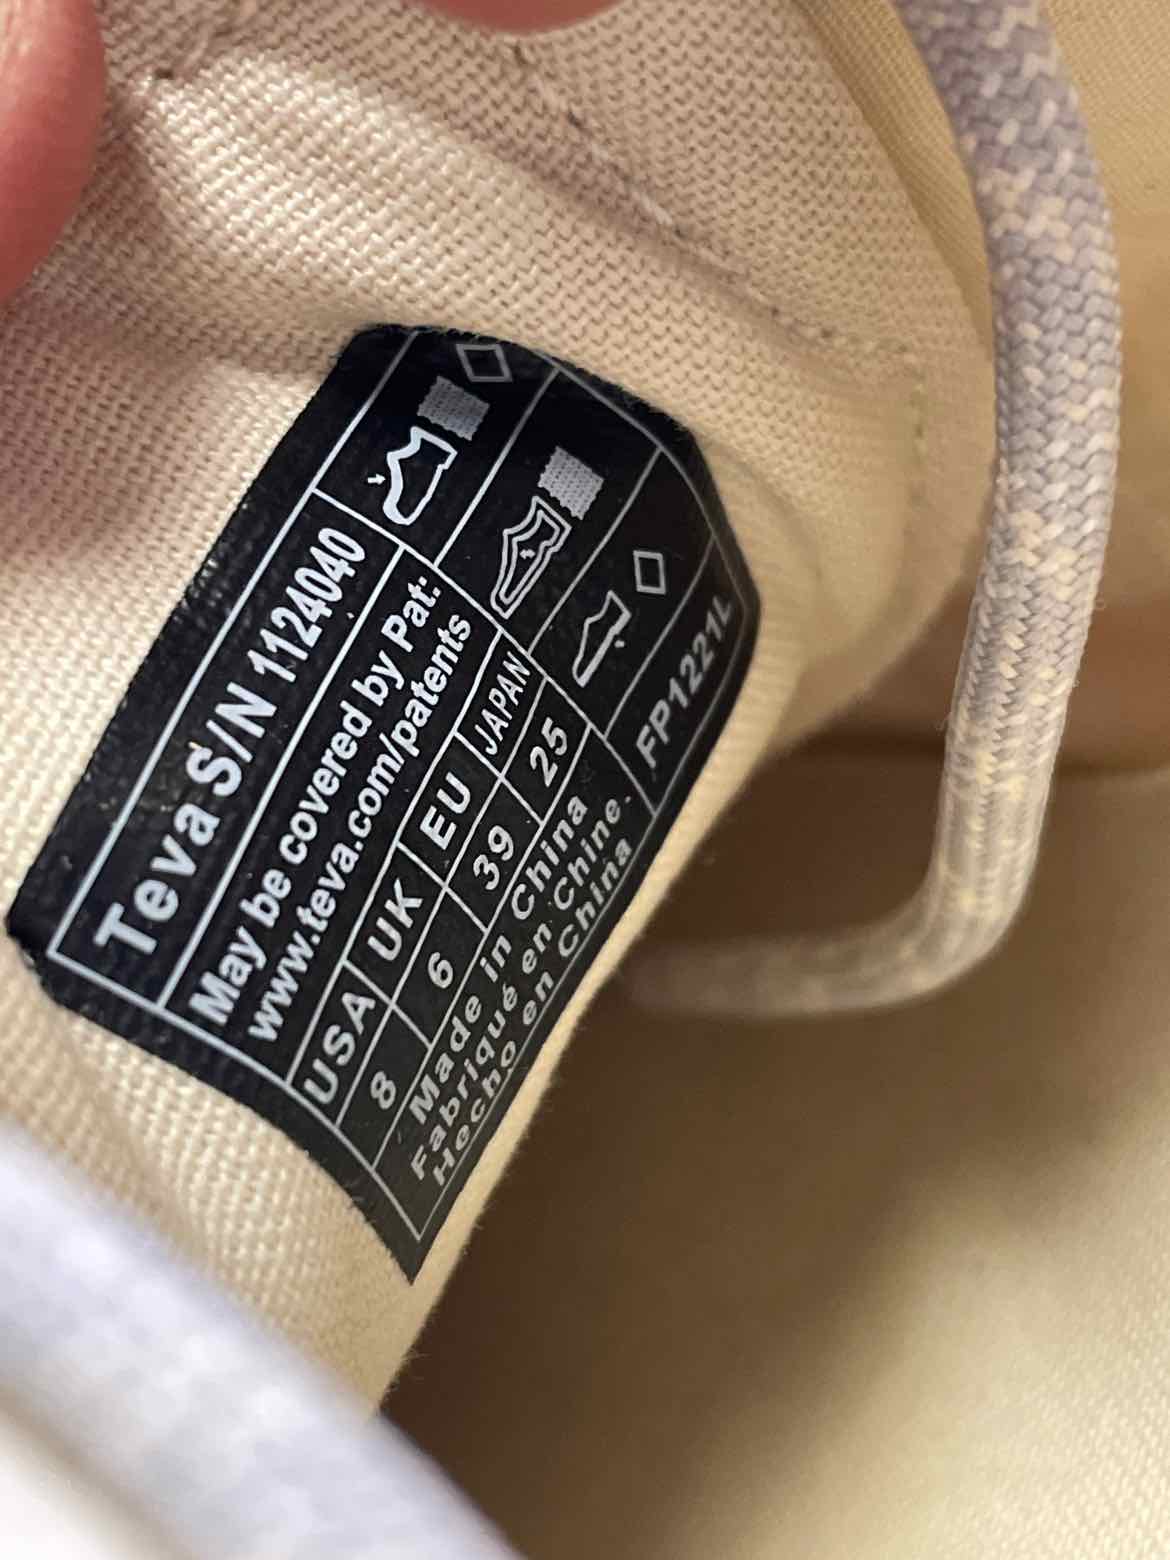 Teva S/N 1124040
May be covered by Pat:
www.teva.com/patents
USA UK EU JAPAN
8 6 39 25
Made in China
Fabriqué en Chine.
Hecho en China
FP1221L